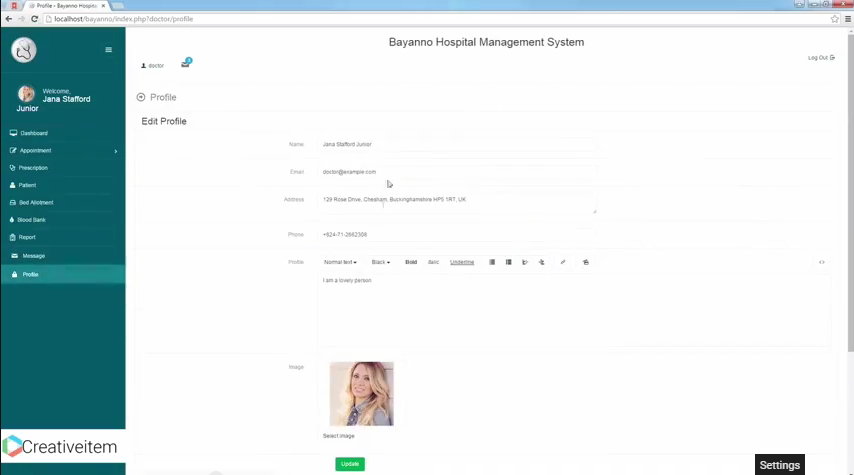 Profile - Bayanno Hospita
localhost/bayanno/index.php?doctor/profile
Bayanno Hospital Management System
doctor
Log Out
Welcome,
Jana Stafford
Junior
Profile
Edit Profile
Dashboard
Appointment
Prescription
Patient
Bed Allotment
Blood Bank
Report
Message
Profile
Name
Jana Stafford Junior
Email
doctor@example.com
Address
129 Rose Drive, Chesham, Buckinghamshire HP5 1RT, UK
Phone
+624-71-2662306
Profile
Normal text Black Bold Italic Underline
I am a lovely person
Image
Select image
Update
Creativeitem
Settings